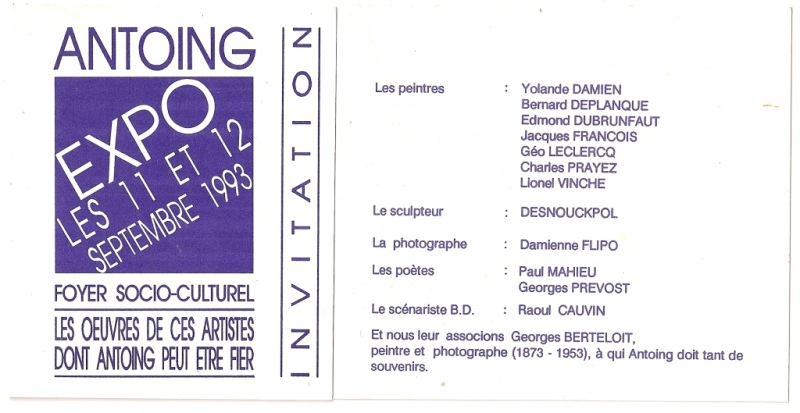 ANTOING
EXPO
LES 11 ET 12
SEPTEMBRE 1993
FOYER SOCIO-CULTUREL
LES OEUVRES DE CES ARTISTES
DONT ANTOING PEUT ETRE FIER
INVITATION
Les peintres : Yolande DAMIEN
Bernard DEPLANQUE
Edmond DUBRUNFAUT
Jacques FRANCOIS
Géo LECLERCQ
Charles PRAYEZ
Lionel VINCHE
Le sculpteur : DESNOUCKPOL
La photographe : Damienne FLIPO
Les poètes : Paul MAHIEU
Georges PREVOST
Le scénariste B.D. : Raoul CAUVIN
Et nous leur associons Georges BERTELOIT,
peintre et photographe (1873 - 1953), à qui Antoing doit tant de
souvenirs.